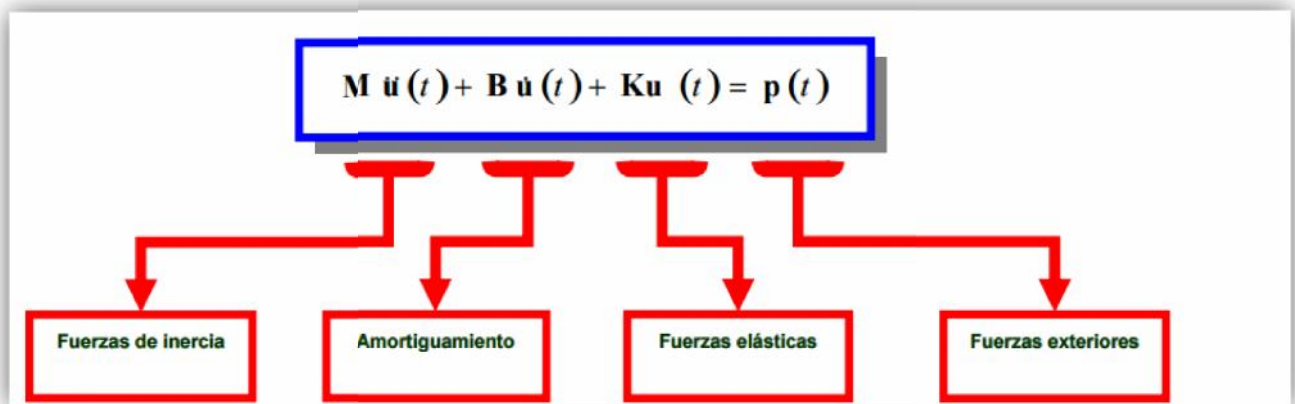 M ü(t) + B u̇(t) + Ku (t) = p(t)
Fuerzas de inercia
Amortiguamiento
Fuerzas elásticas
Fuerzas exteriores